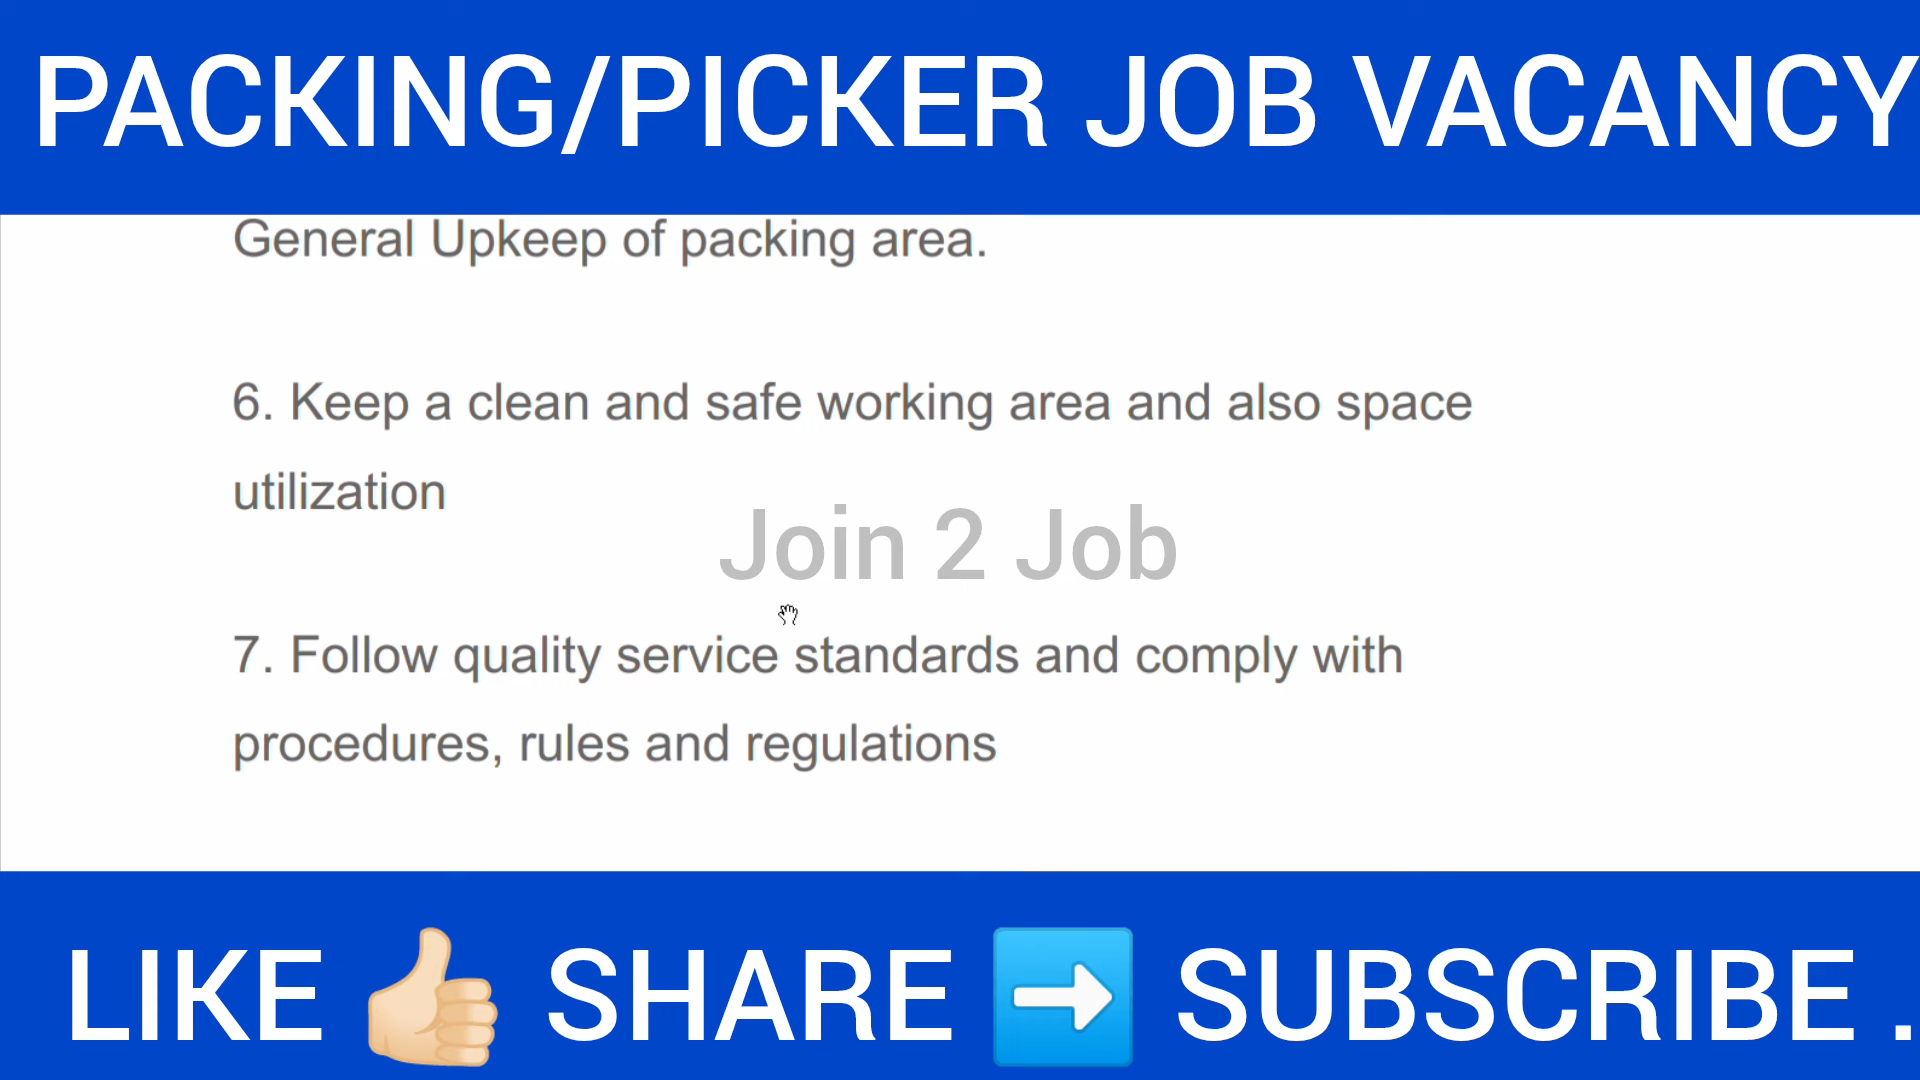 PACKING/PICKER JOB VACANCY
General Upkeep of packing area.
6. Keep a clean and safe working area and also space
utilization
Join 2 Job
7. Follow quality service standards and comply with
procedures, rules and regulations
LIKE 👍🏻 SHARE ➡️ SUBSCRIBE .